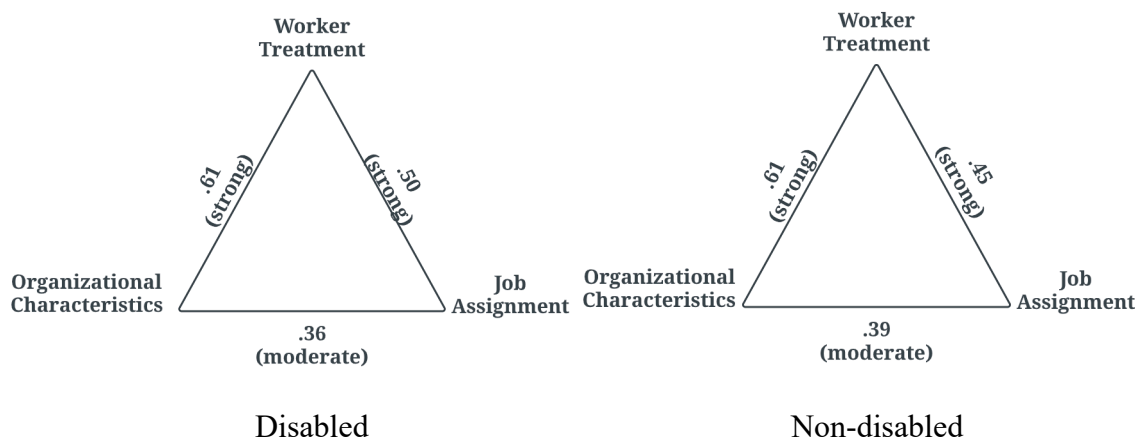 Worker
Treatment
.61
(strong)
.50
(strong)
Organizational
Characteristics
Job
Assignment
.36
(moderate)
Disabled
Worker
Treatment
.61
(strong)
.45
(strong)
Organizational
Characteristics
Job
Assignment
.39
(moderate)
Non-disabled